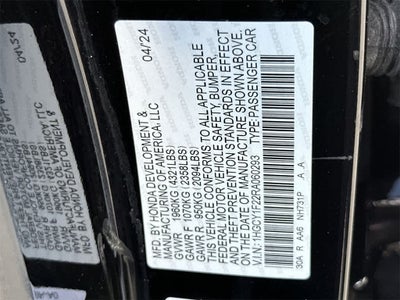 MANUFACTURING OF AMERICA, LLC
HONDA DEVELOPMENT &
04/24
GVWR 1960KG (4321LBS)
GAWR F 1070KG (2359LBS)
GAWR R 950KG (2094LBS)
THIS VEHICLE CONFORMS TO ALL APPLICABLE
FEDERAL MOTOR VEHICLE SAFETY, BUMPER,
AND THEFT PREVENTION STANDARDS IN EFFECT
ON THE DATE OF MANUFACTURE SHOWN ABOVE.
V.I.N.: 1HGCY1F22RA060293 TYPE: PASSENGER CAR
30A R AA6 NH731P A A